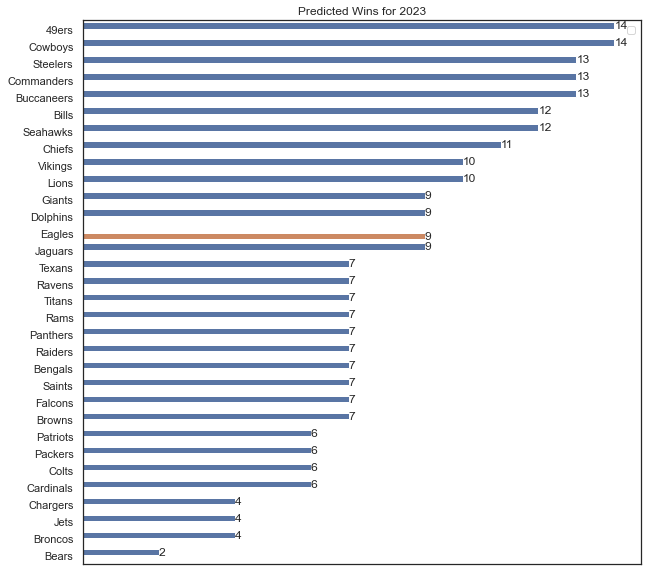 Predicted Wins for 2023
49ers 14
Cowboys 14
Steelers 13
Commanders 13
Buccaneers 13
Bills 12
Seahawks 12
Chiefs 11
Vikings 10
Lions 10
Giants 9
Dolphins 9
Eagles 9
Jaguars 9
Texans 7
Ravens 7
Titans 7
Rams 7
Panthers 7
Raiders 7
Bengals 7
Saints 7
Falcons 7
Browns 7
Patriots 6
Packers 6
Colts 6
Cardinals 6
Chargers 4
Jets 4
Broncos 4
Bears 2